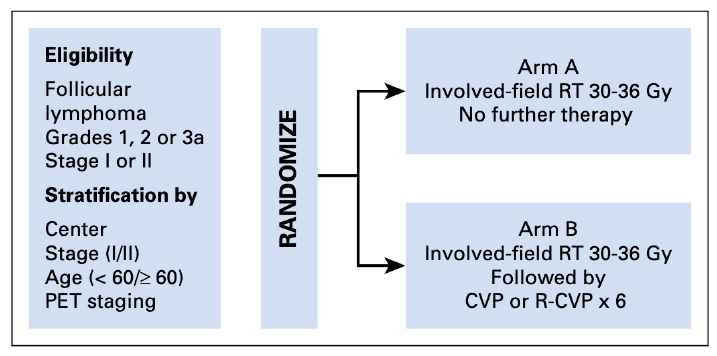 Eligibility
Follicular
lymphoma
Grades 1, 2 or 3a
Stage I or II
Stratification by
Center
Stage (I/II)
Age (< 60/≥ 60)
PET staging
RANDOMIZE
Arm A
Involved-field RT 30-36 Gy
No further therapy
Arm B
Involved-field RT 30-36 Gy
Followed by
CVP or R-CVP x 6